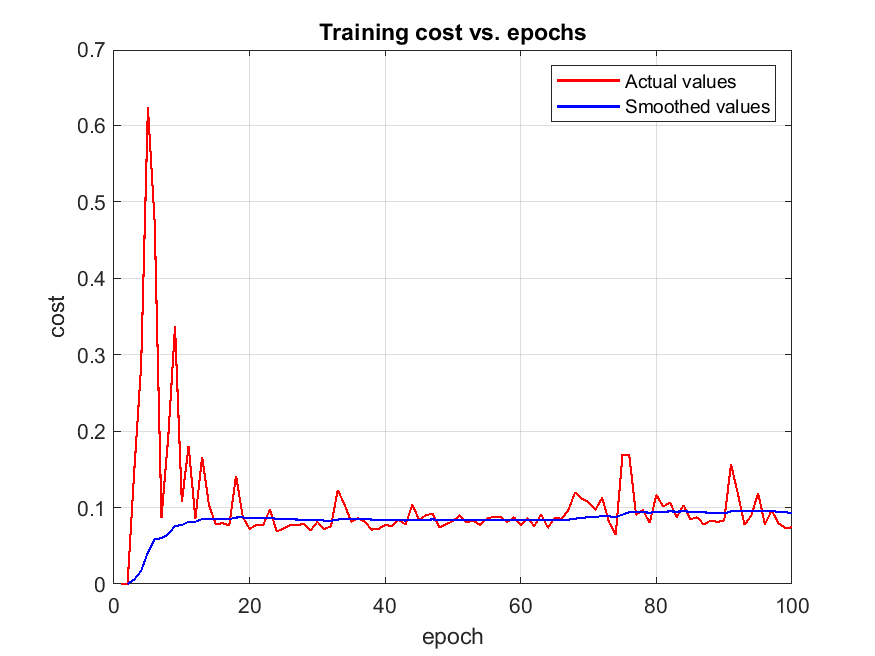 Training cost vs. epochs
0.7
0.6
0.5
0.4
0.3
0.2
0.1
0
cost
Actual values
Smoothed values
0 20 40 60 80 100
epoch